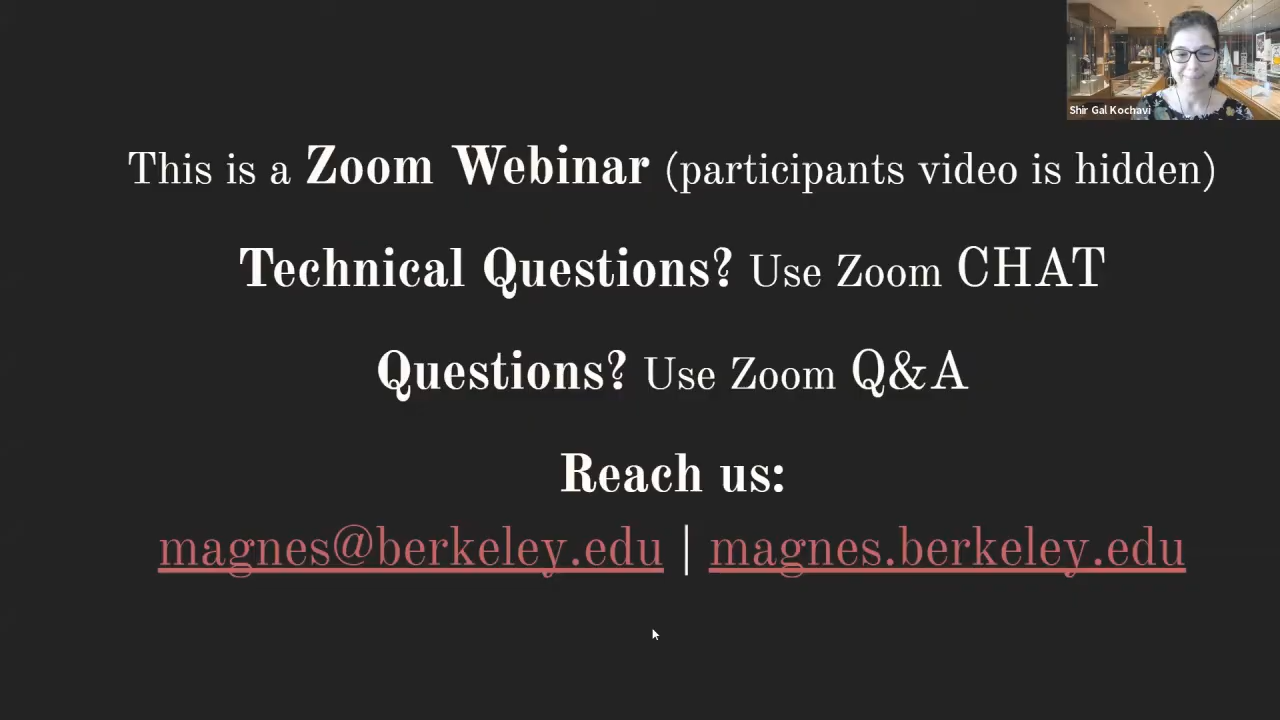 Shir Gal Kochavi
This is a Zoom Webinar (participants video is hidden)
Technical Questions? Use Zoom CHAT
Questions? Use Zoom Q&A
Reach us:
magnes@berkeley.edu | magnes.berkeley.edu